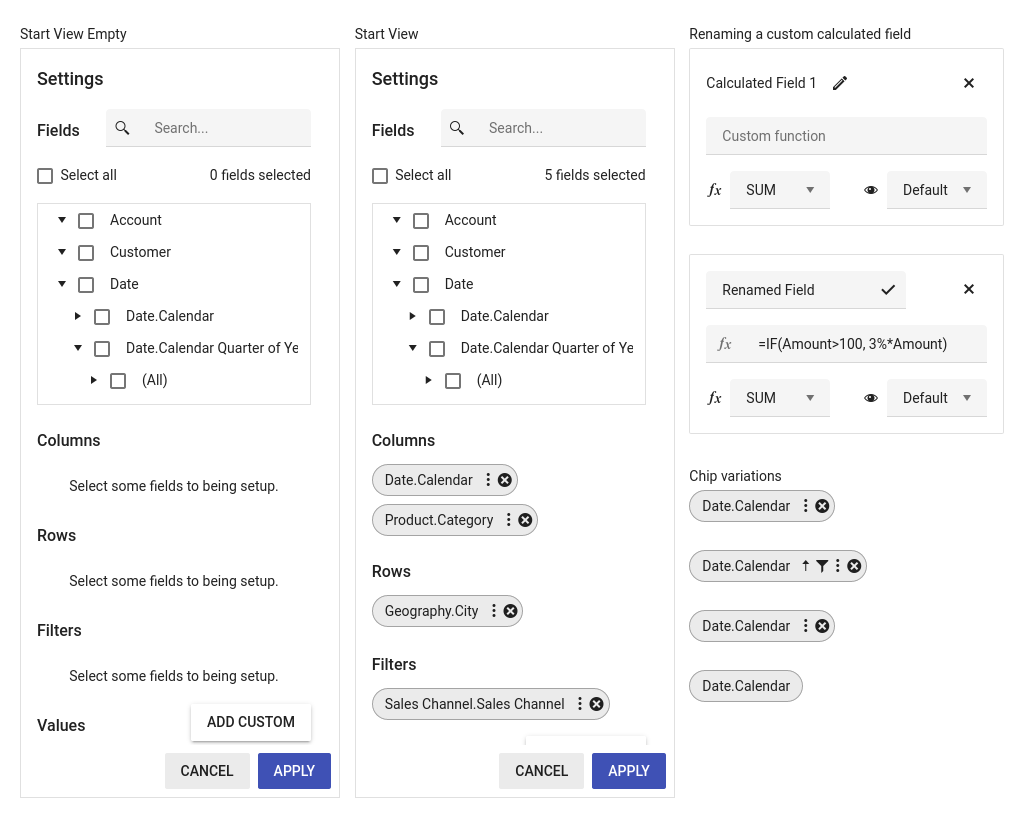 Start View Empty
Settings
Fields
Search...
Select all
0 fields selected
Account
Customer
Date
Date.Calendar
Date.Calendar Quarter of Ye
(All)
Columns
Select some fields to being setup.
Rows
Select some fields to being setup.
Filters
Select some fields to being setup.
Values
ADD CUSTOM
CANCEL
APPLY
Start View
Settings
Fields
Search...
Select all
5 fields selected
Account
Customer
Date
Date.Calendar
Date.Calendar Quarter of Ye
(All)
Columns
Date.Calendar
Product.Category
Rows
Geography.City
Filters
Sales Channel.Sales Channel
CANCEL
APPLY
Renaming a custom calculated field
Calculated Field 1
Custom function
fx
SUM
Default
Renamed Field
fx
=IF(Amount>100, 3%*Amount)
fx
SUM
Default
Chip variations
Date.Calendar
Date.Calendar
Date.Calendar
Date.Calendar